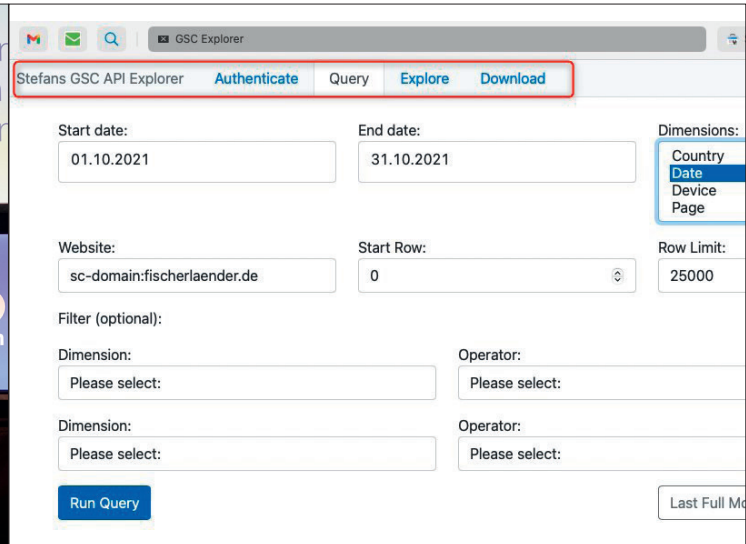 GSC Explorer
Stefans GSC API Explorer Authenticate Query Explore Download
Start date: End date: Dimensions:
01.10.2021 31.10.2021 Country
Date
Device
Page
Website: Start Row: Row Limit:
sc-domain:fischerlaender.de 0 25000
Filter (optional):
Dimension: Operator:
Please select: Please select:
Dimension: Operator:
Please select: Please select:
Run Query Last Full